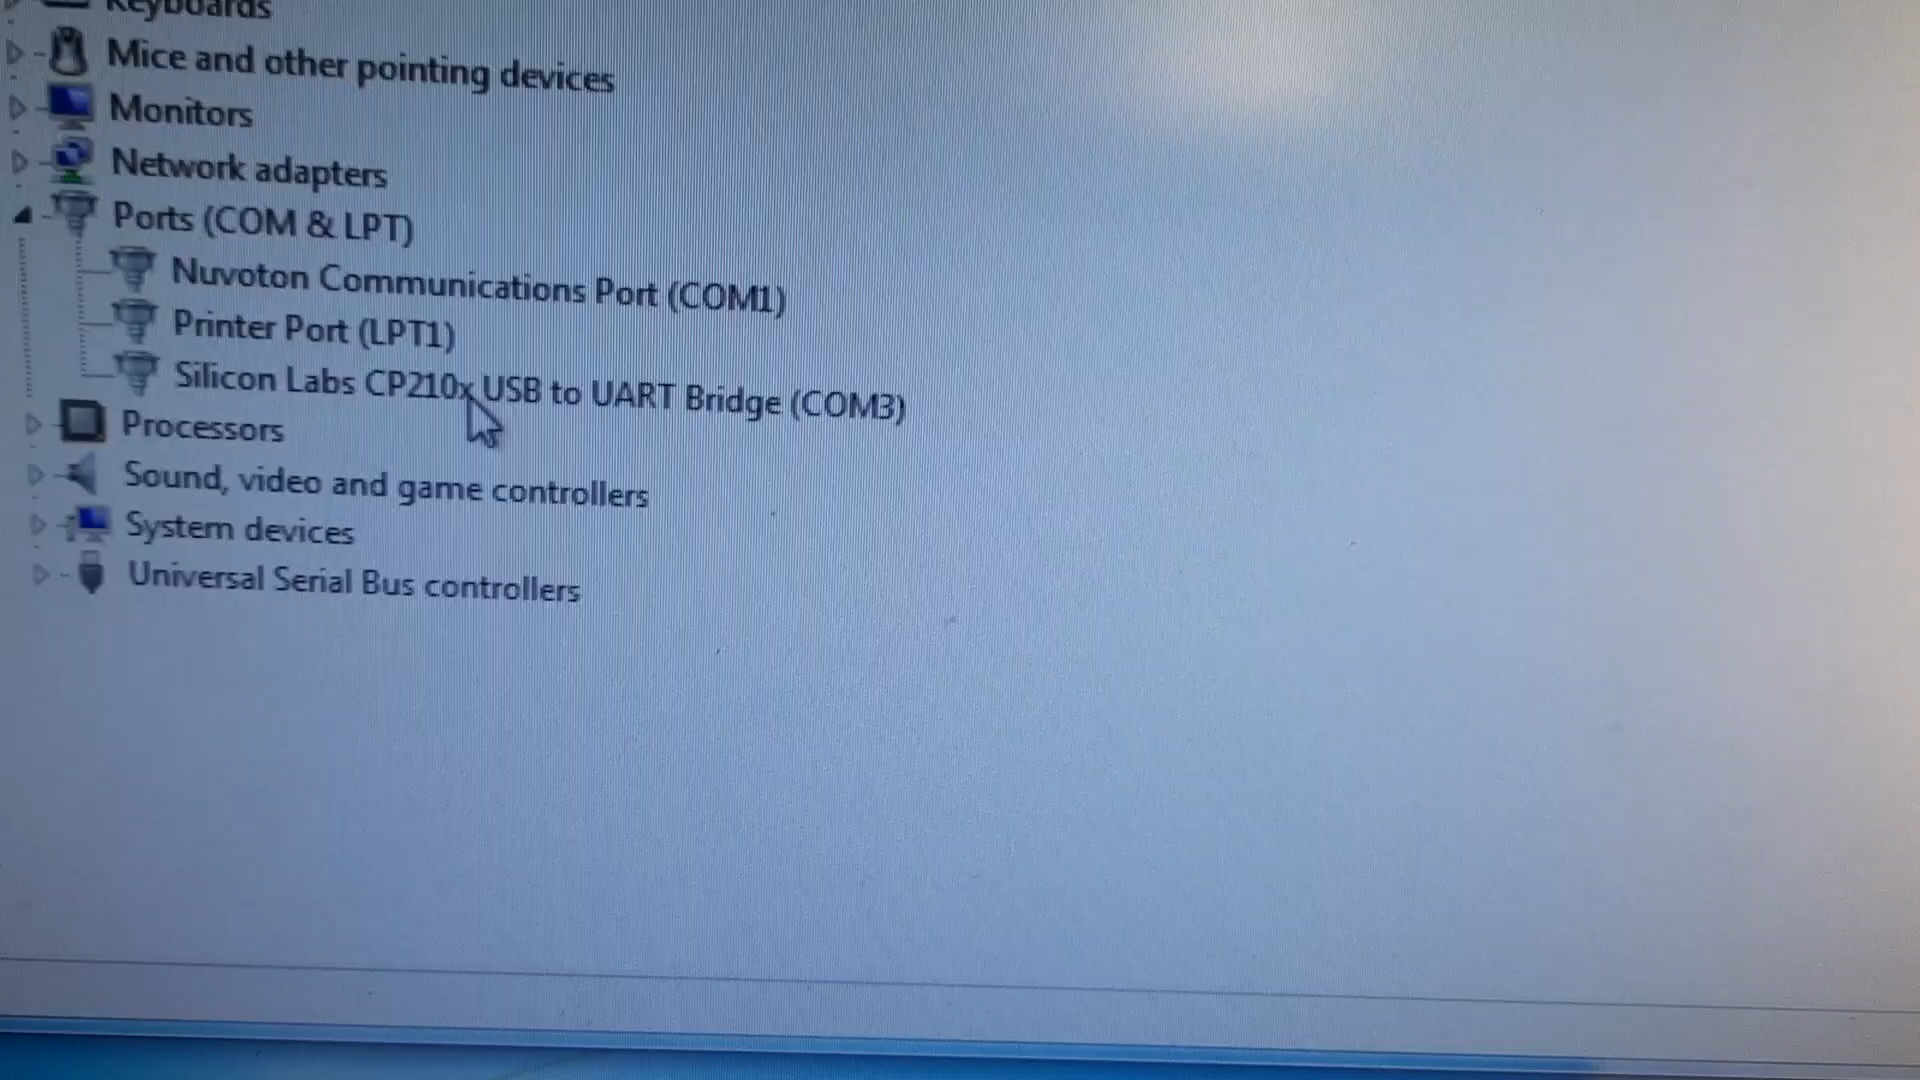 Keyboards
Mice and other pointing devices
Monitors
Network adapters
Ports (COM & LPT)
Nuvoton Communications Port (COM1)
Printer Port (LPT1)
Silicon Labs CP210x USB to UART Bridge (COM3)
Processors
Sound, video and game controllers
System devices
Universal Serial Bus controllers